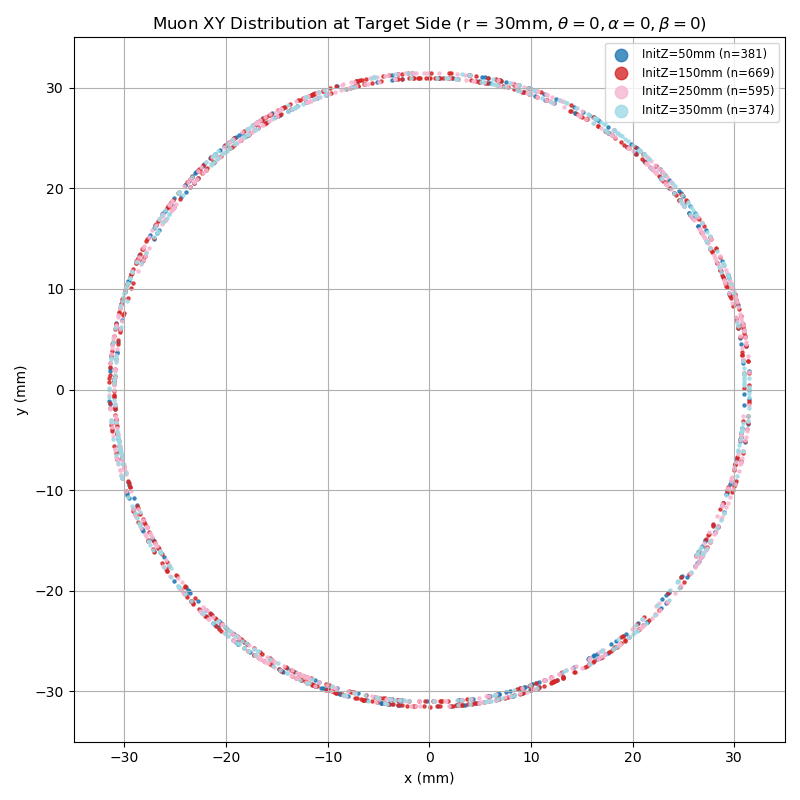 Muon XY Distribution at Target Side (r = 30mm, θ = 0, α = 0, β = 0)
InitZ=50mm (n=381)
InitZ=150mm (n=669)
InitZ=250mm (n=595)
InitZ=350mm (n=374)
30
20
10
0
−10
−20
−30
y (mm)
−30 −20 −10 0 10 20 30
x (mm)